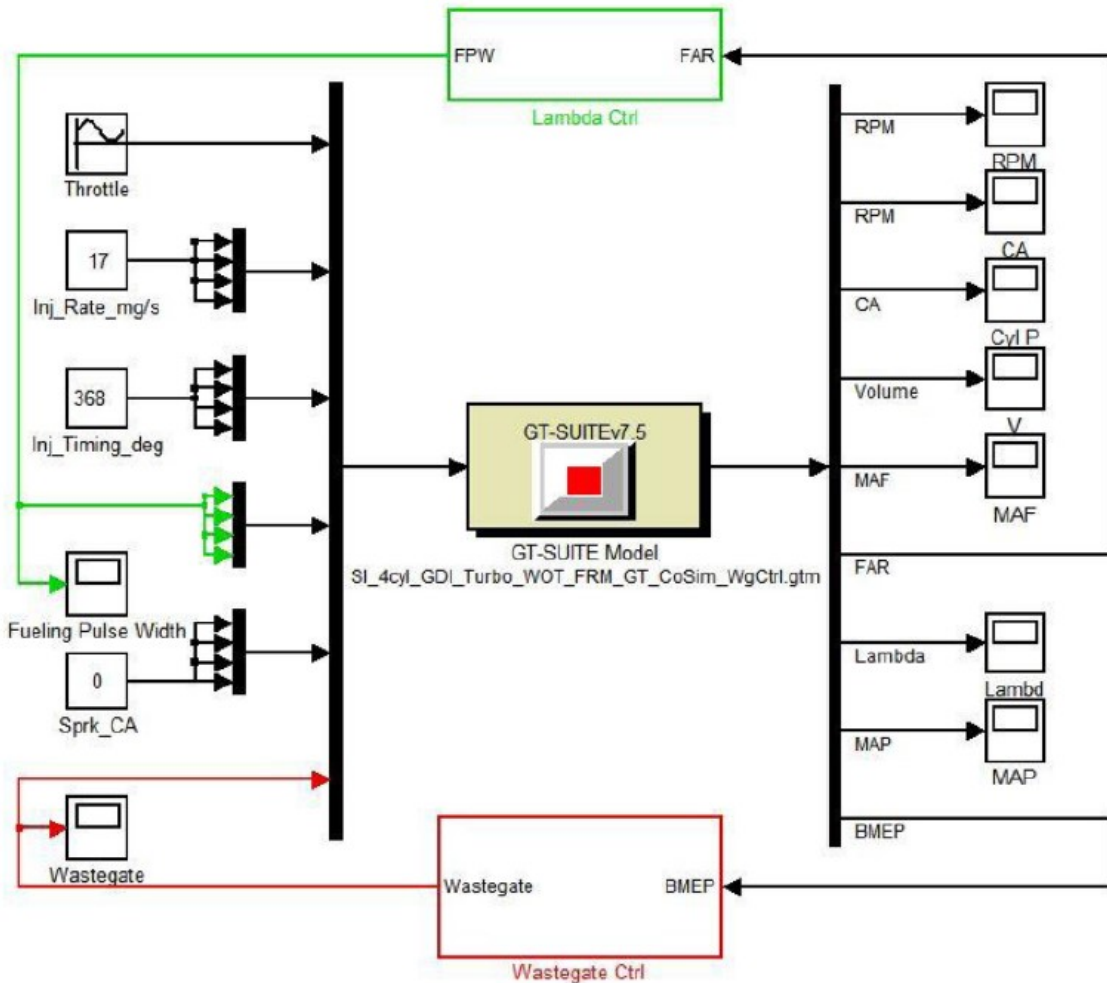 FPW
FAR
Lambda Ctrl
Throttle
17
Inj_Rate_mg/s
368
Inj_Timing_deg
Fueling Pulse Width
0
Sprk_CA
Wastegate
GT-SUITEv7.5
GT-SUITE Model
SI_4cyl_GDI_Turbo_WOT_FRM_GT_CoSim_WgCtrl.gtm
Wastegate
BMEP
Wastegate Ctrl
RPM
RPM
RPM
CA
CA
Cyl P
Volume
V
MAF
MAF
FAR
Lambda
Lambd
MAP
MAP
BMEP